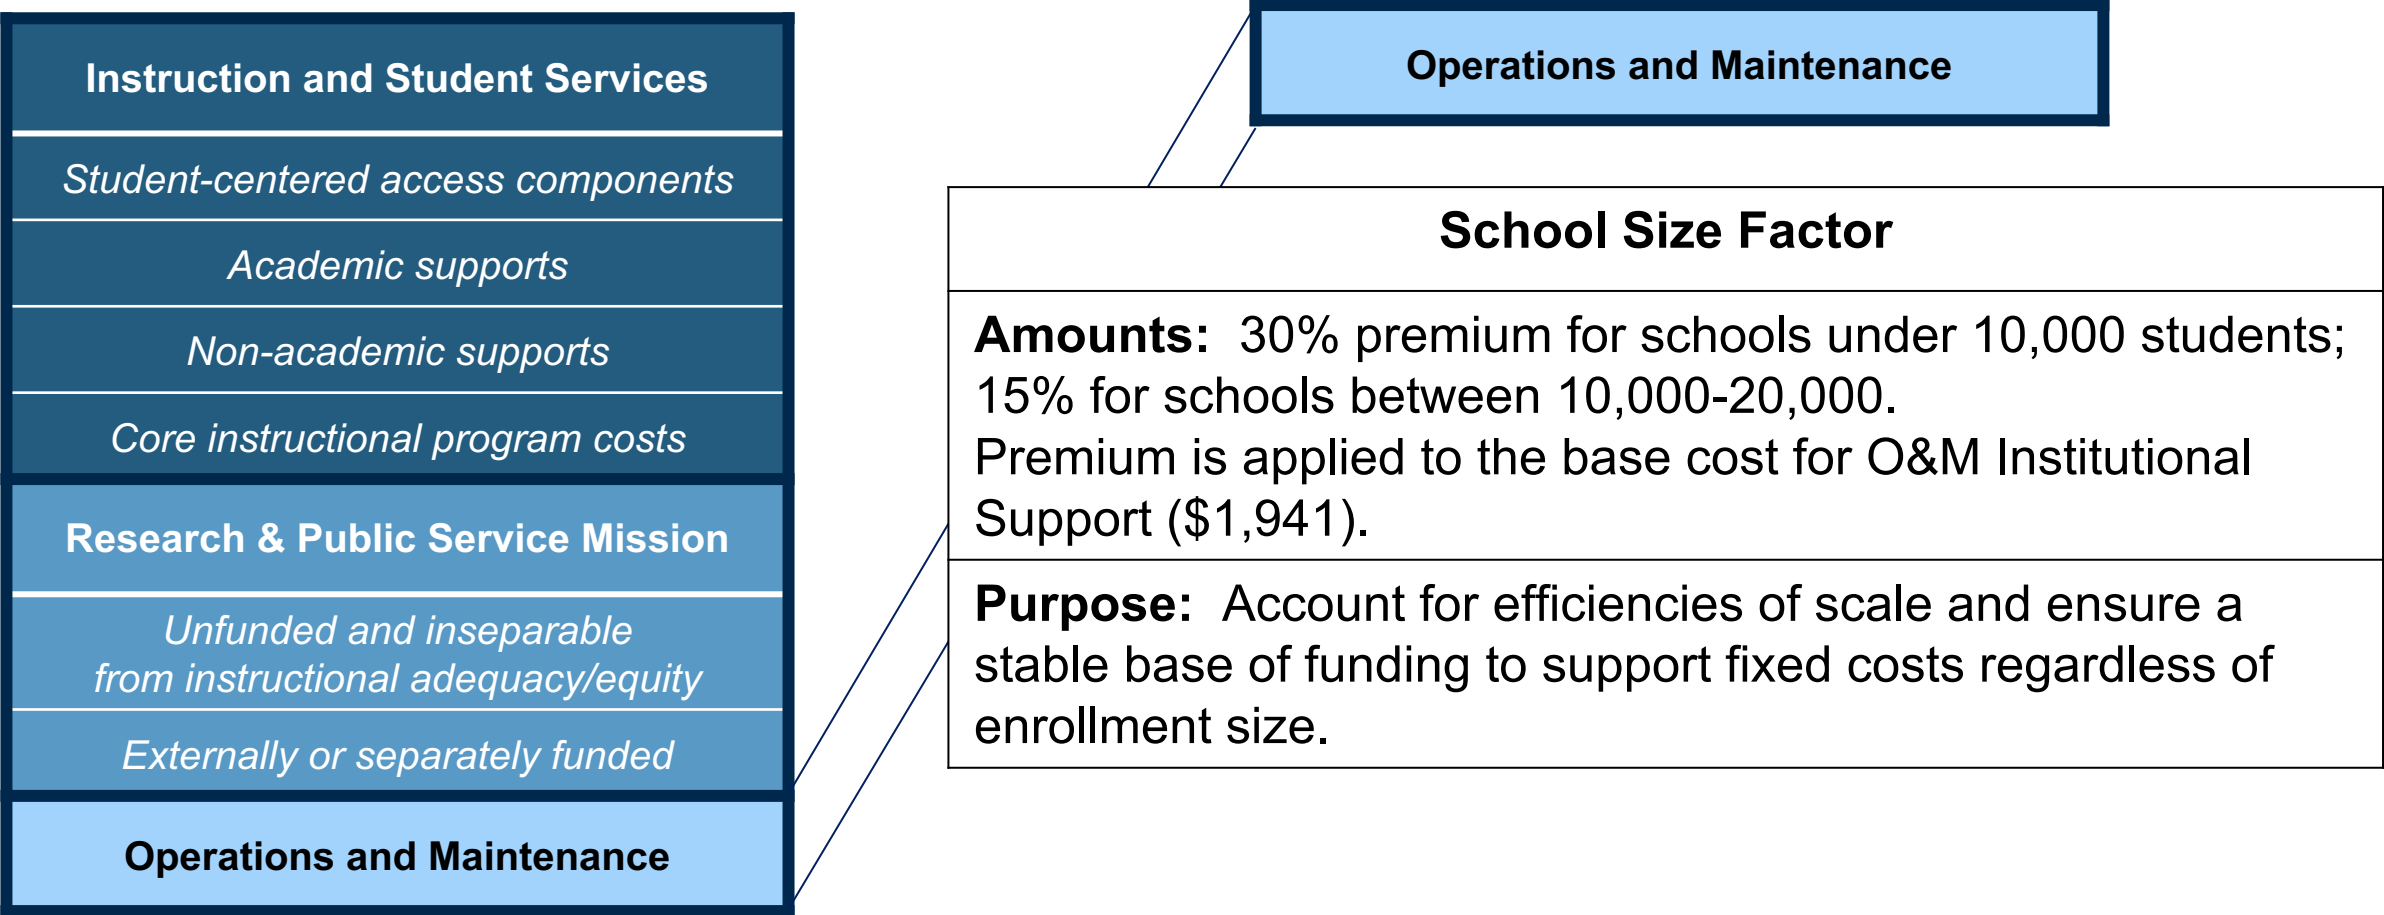 Instruction and Student Services
Student-centered access components
Academic supports
Non-academic supports
Core instructional program costs
Research & Public Service Mission
Unfunded and inseparable
from instructional adequacy/equity
Externally or separately funded
Operations and Maintenance
Operations and Maintenance
School Size Factor
Amounts: 30% premium for schools under 10,000 students;
15% for schools between 10,000-20,000.
Premium is applied to the base cost for O&M Institutional
Support ($1,941).
Purpose: Account for efficiencies of scale and ensure a
stable base of funding to support fixed costs regardless of
enrollment size.